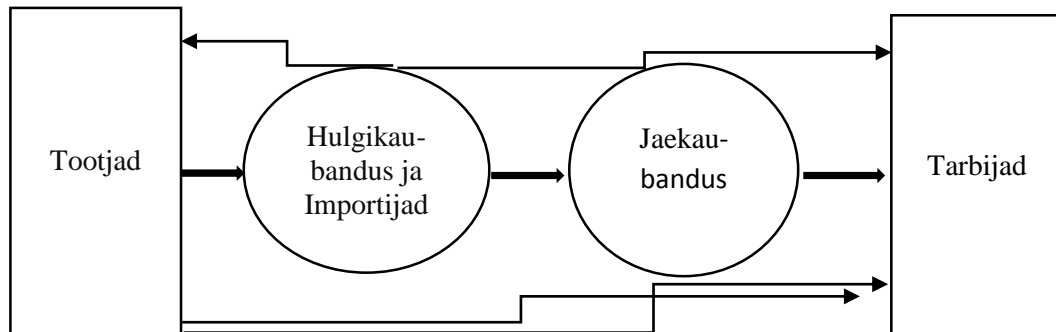 Tootjad
Hulgikau-
bandus ja
Importijad
Jaekau-
bandus
Tarbijad